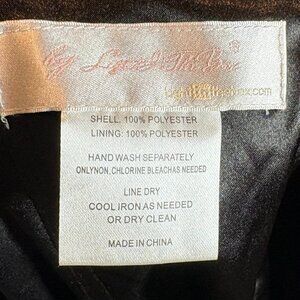 By
SHELL: 100% POLYESTER
LINING: 100% POLYESTER
HAND WASH SEPARATELY
ONLYNON, CHLORINE BLEACHAS NEEDED
LINE DRY
COOL IRON AS NEEDED
OR DRY CLEAN
MADE IN CHINA